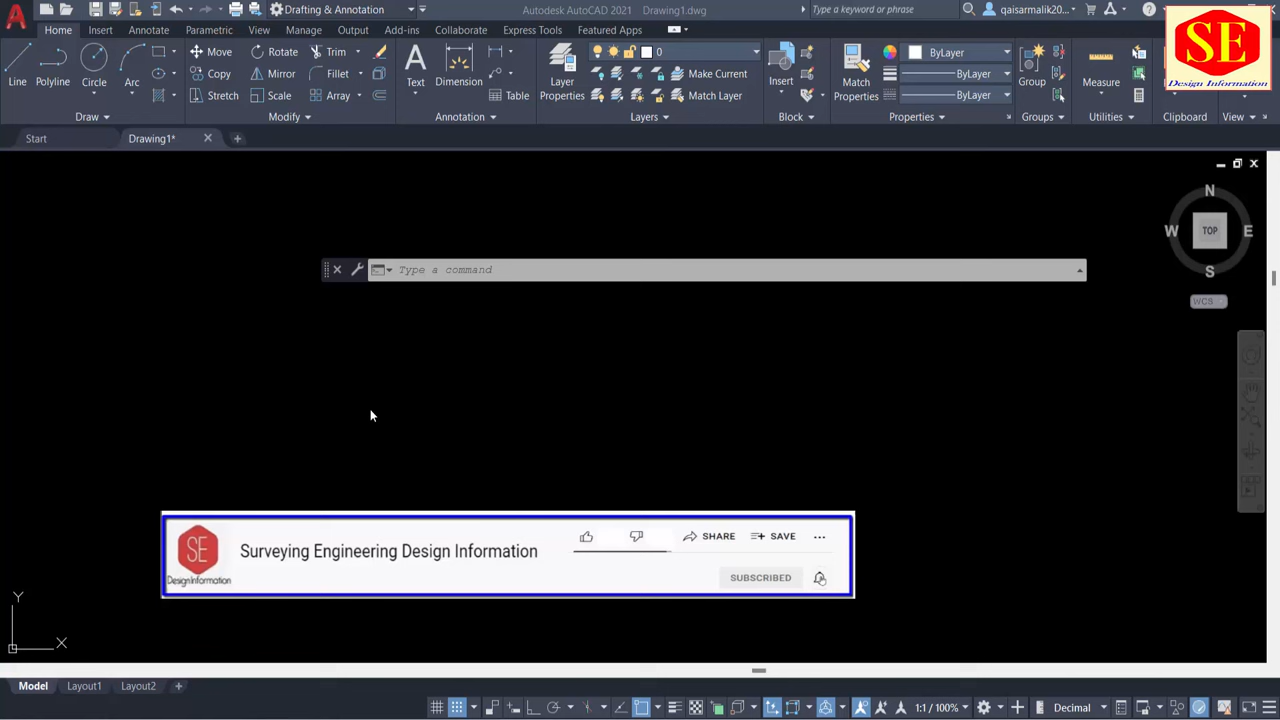 Drafting & Annotation
Autodesk AutoCAD 2021 Drawing1.dwg
Type a keyword or phrase
qaisarmalik20...
SE
Design Information
Home Insert Annotate Parametric View Manage Output Add-ins Collaborate Express Tools Featured Apps
Move Rotate Trim
0
ByLayer
Copy Mirror Fillet
Make Current
ByLayer
Line Polyline Circle Arc
Text Dimension
Layer Properties
Insert
Match Properties
Group
Measure
Stretch Scale Array
Table
Match Layer
ByLayer
Draw Modify Annotation Layers Block Properties Groups Utilities Clipboard View
Start Drawing1*
N
W TOP E
S
Type a command
WCS
SE
Design Information
Surveying Engineering Design Information
SHARE SAVE ...
SUBSCRIBED
Y
X
Model Layout1 Layout2
1:1 / 100% Decimal